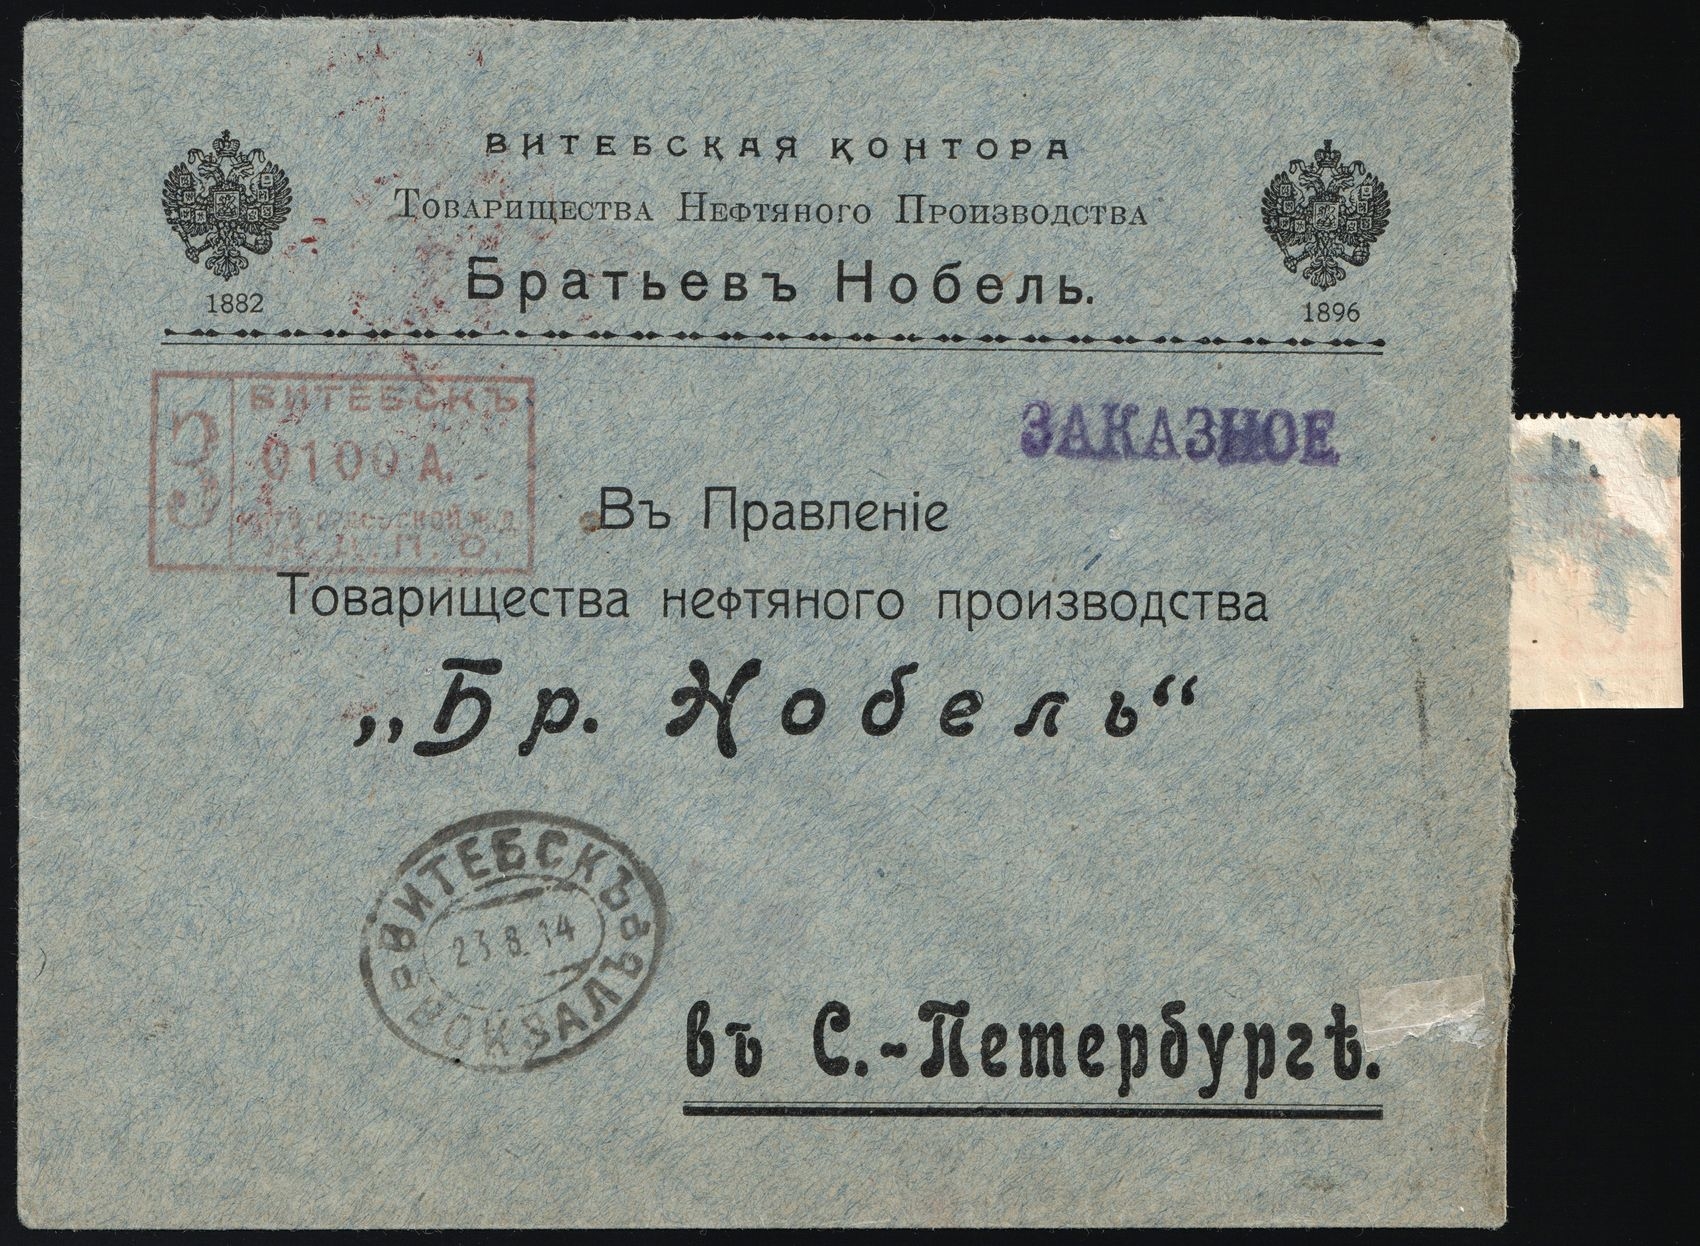 ВИТЕБСКАЯ КОНТОРА
Товарищества Нефтяного Производства
Братьевъ Нобель.
1882
1896
З
ВИТЕБСКЪ
0100 А.
Ж.Д.
П. О.
ЗАКАЗНОЕ
Въ Правленіе
Товарищества нефтяного производства
„Бр. Нобель“
ВИТЕБСКЪ
23.8.14
ВОКЗАЛЪ
въ С.-Петербургѣ.